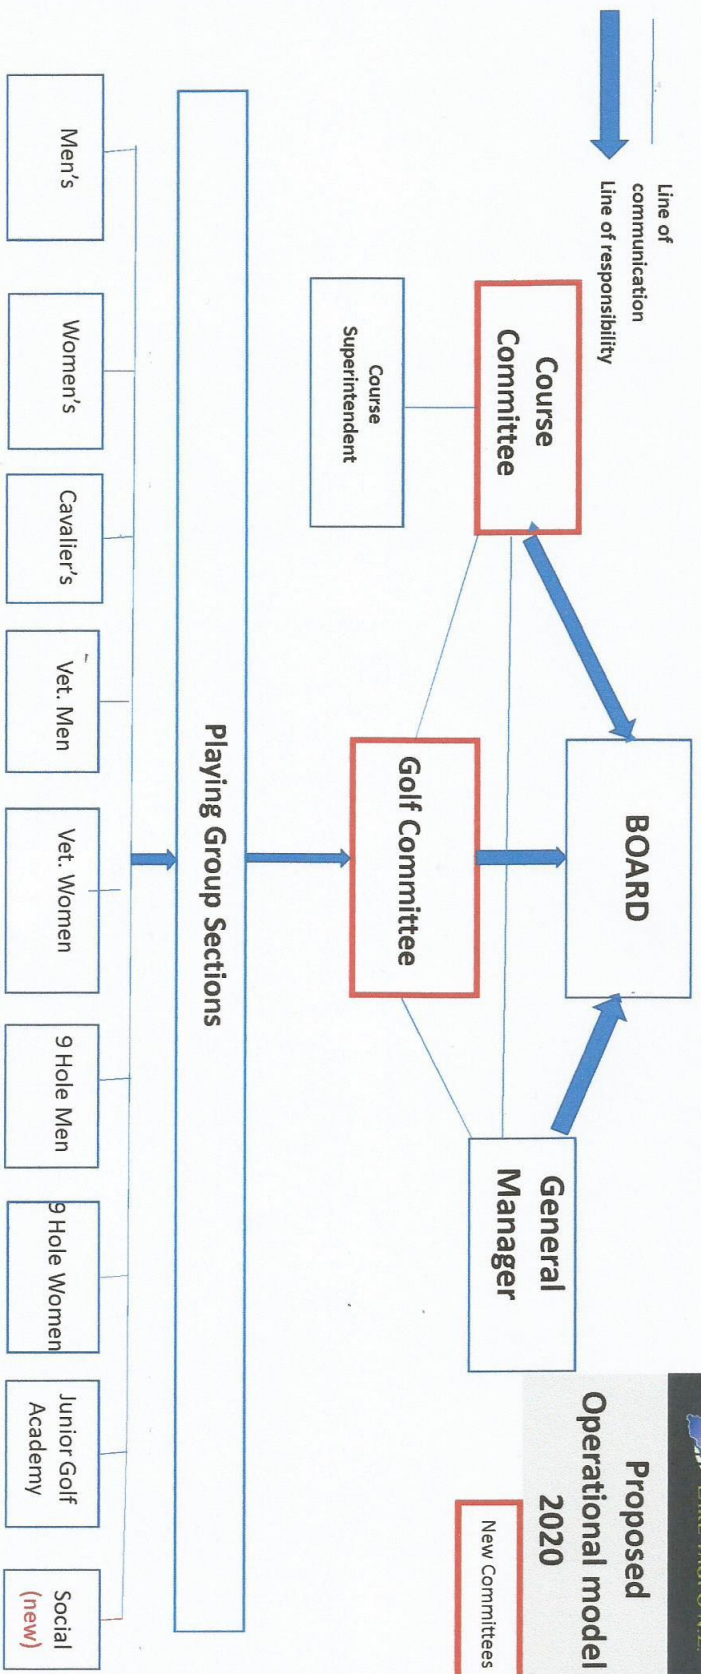 Line of
communication
Line of responsibility
Proposed
Operational model
2020
New Committees
BOARD
Course
Committee
General
Manager
Course
Superintendent
Golf Committee
Playing Group Sections
Men's
Women's
Cavalier's
Vet. Men
Vet. Women
9 Hole Men
9 Hole Women
Junior Golf
Academy
Social
(new)